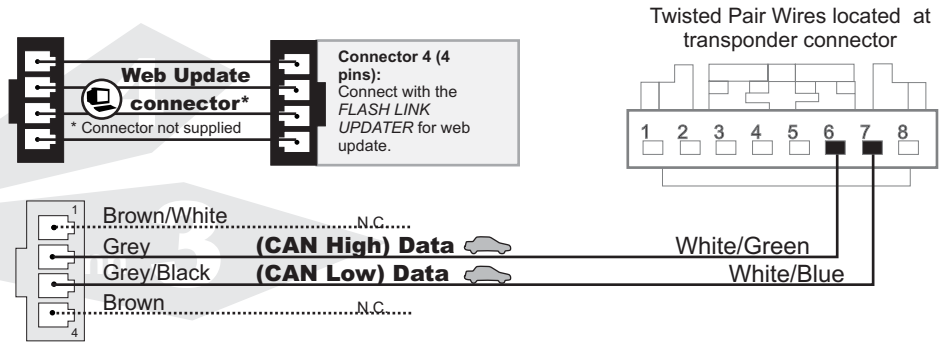 Twisted Pair Wires located at
transponder connector
Web Update
connector*
* Connector not supplied
Connector 4 (4
pins):
Connect with the
FLASH LINK
UPDATER for web
update.
1 2 3 4 5 6 7 8
1
Brown/White N.C.
Grey (CAN High) Data White/Green
Grey/Black (CAN Low) Data White/Blue
Brown N.C.
4